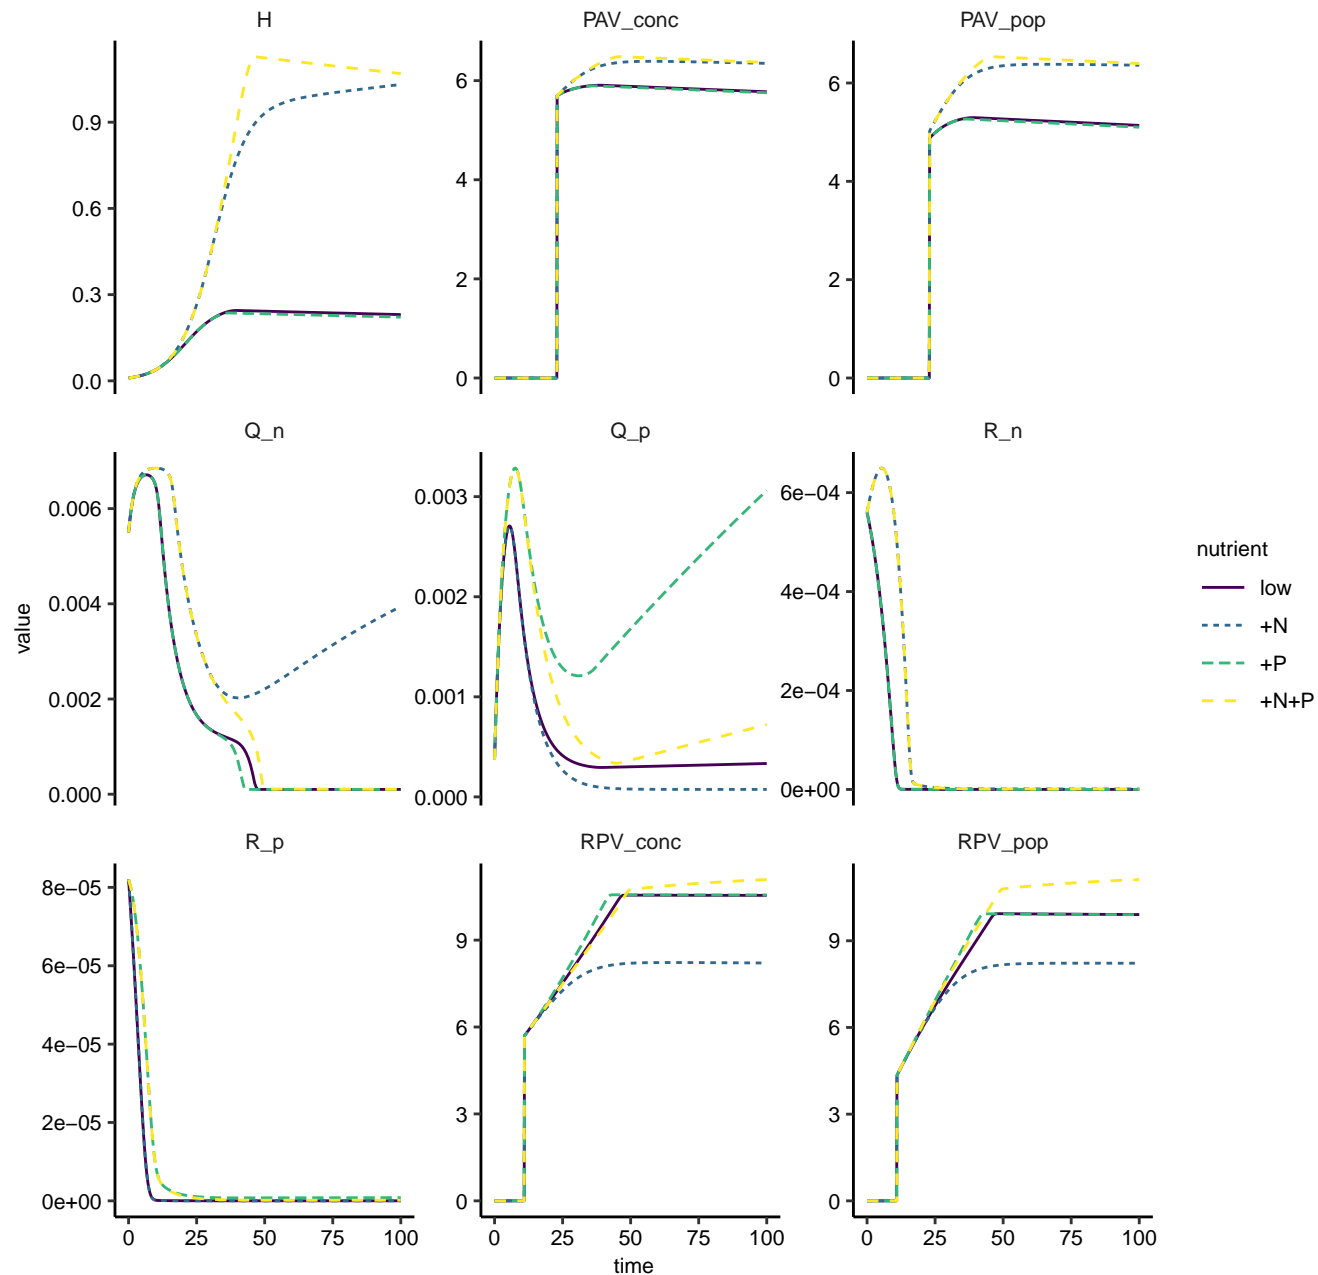 H PAV_conc PAV_pop
0.9
0.6
0.3
0.0
6
4
2
0
6
4
2
0
Q_n Q_p R_n
0.006
0.004
0.002
0.000
0.003
0.002
0.001
0.000
6e−04
4e−04
2e−04
0e+00
R_p RPV_conc RPV_pop
8e−05
6e−05
4e−05
2e−05
0e+00
9
6
3
0
9
6
3
0
0 25 50 75 100
0 25 50 75 100
0 25 50 75 100
time
value
nutrient
low
+N
+P
+N+P